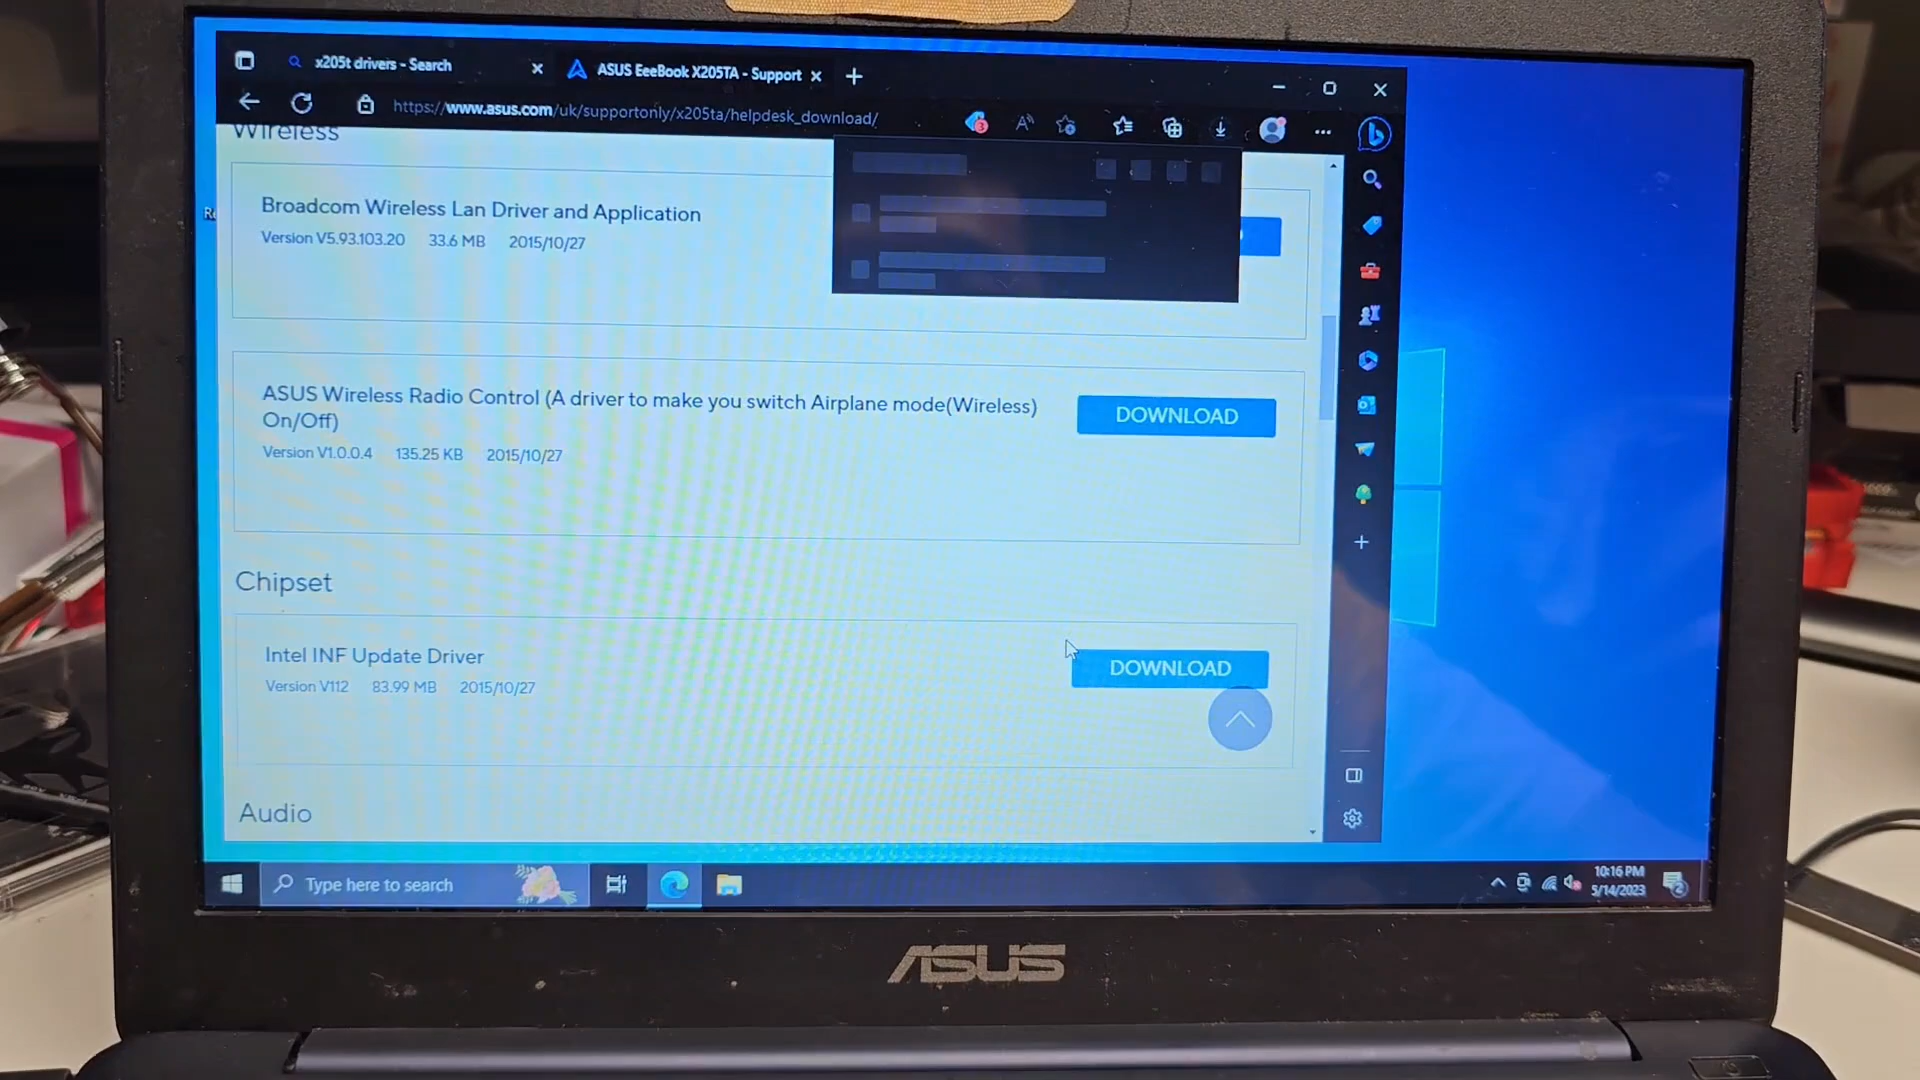 x205t drivers - Search
ASUS EeeBook X205TA - Support
https://www.asus.com/uk/supportonly/x205ta/helpdesk_download/
Wireless
Broadcom Wireless Lan Driver and Application
Version V5.93.103.20 33.6 MB 2015/10/27
ASUS Wireless Radio Control (A driver to make you switch Airplane mode(Wireless)
On/Off)
DOWNLOAD
Version V1.0.0.4 135.25 KB 2015/10/27
Chipset
Intel INF Update Driver
DOWNLOAD
Version V112 83.99 MB 2015/10/27
Audio
Type here to search
10:16 PM
5/14/2023
2
ASUS